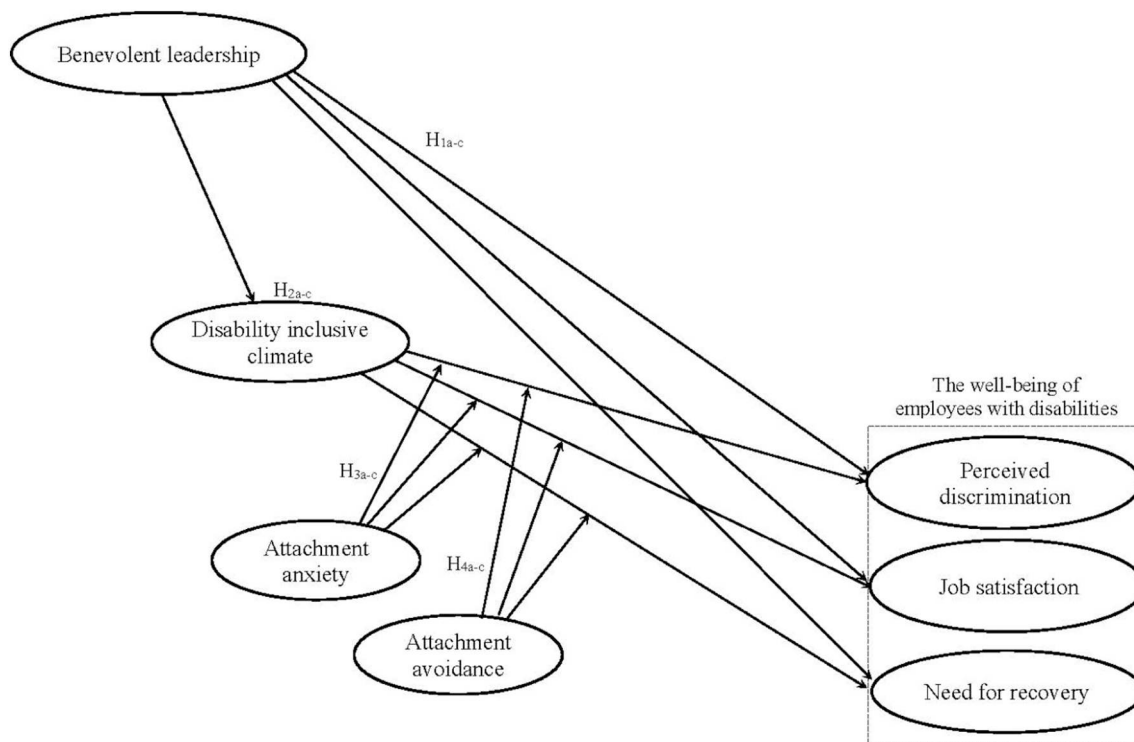 Benevolent leadership
H1a-c
H2a-c
Disability inclusive
climate
The well-being of
employees with disabilities
Perceived
discrimination
H3a-c
Attachment
anxiety
H4a-c
Job satisfaction
Attachment
avoidance
Need for recovery